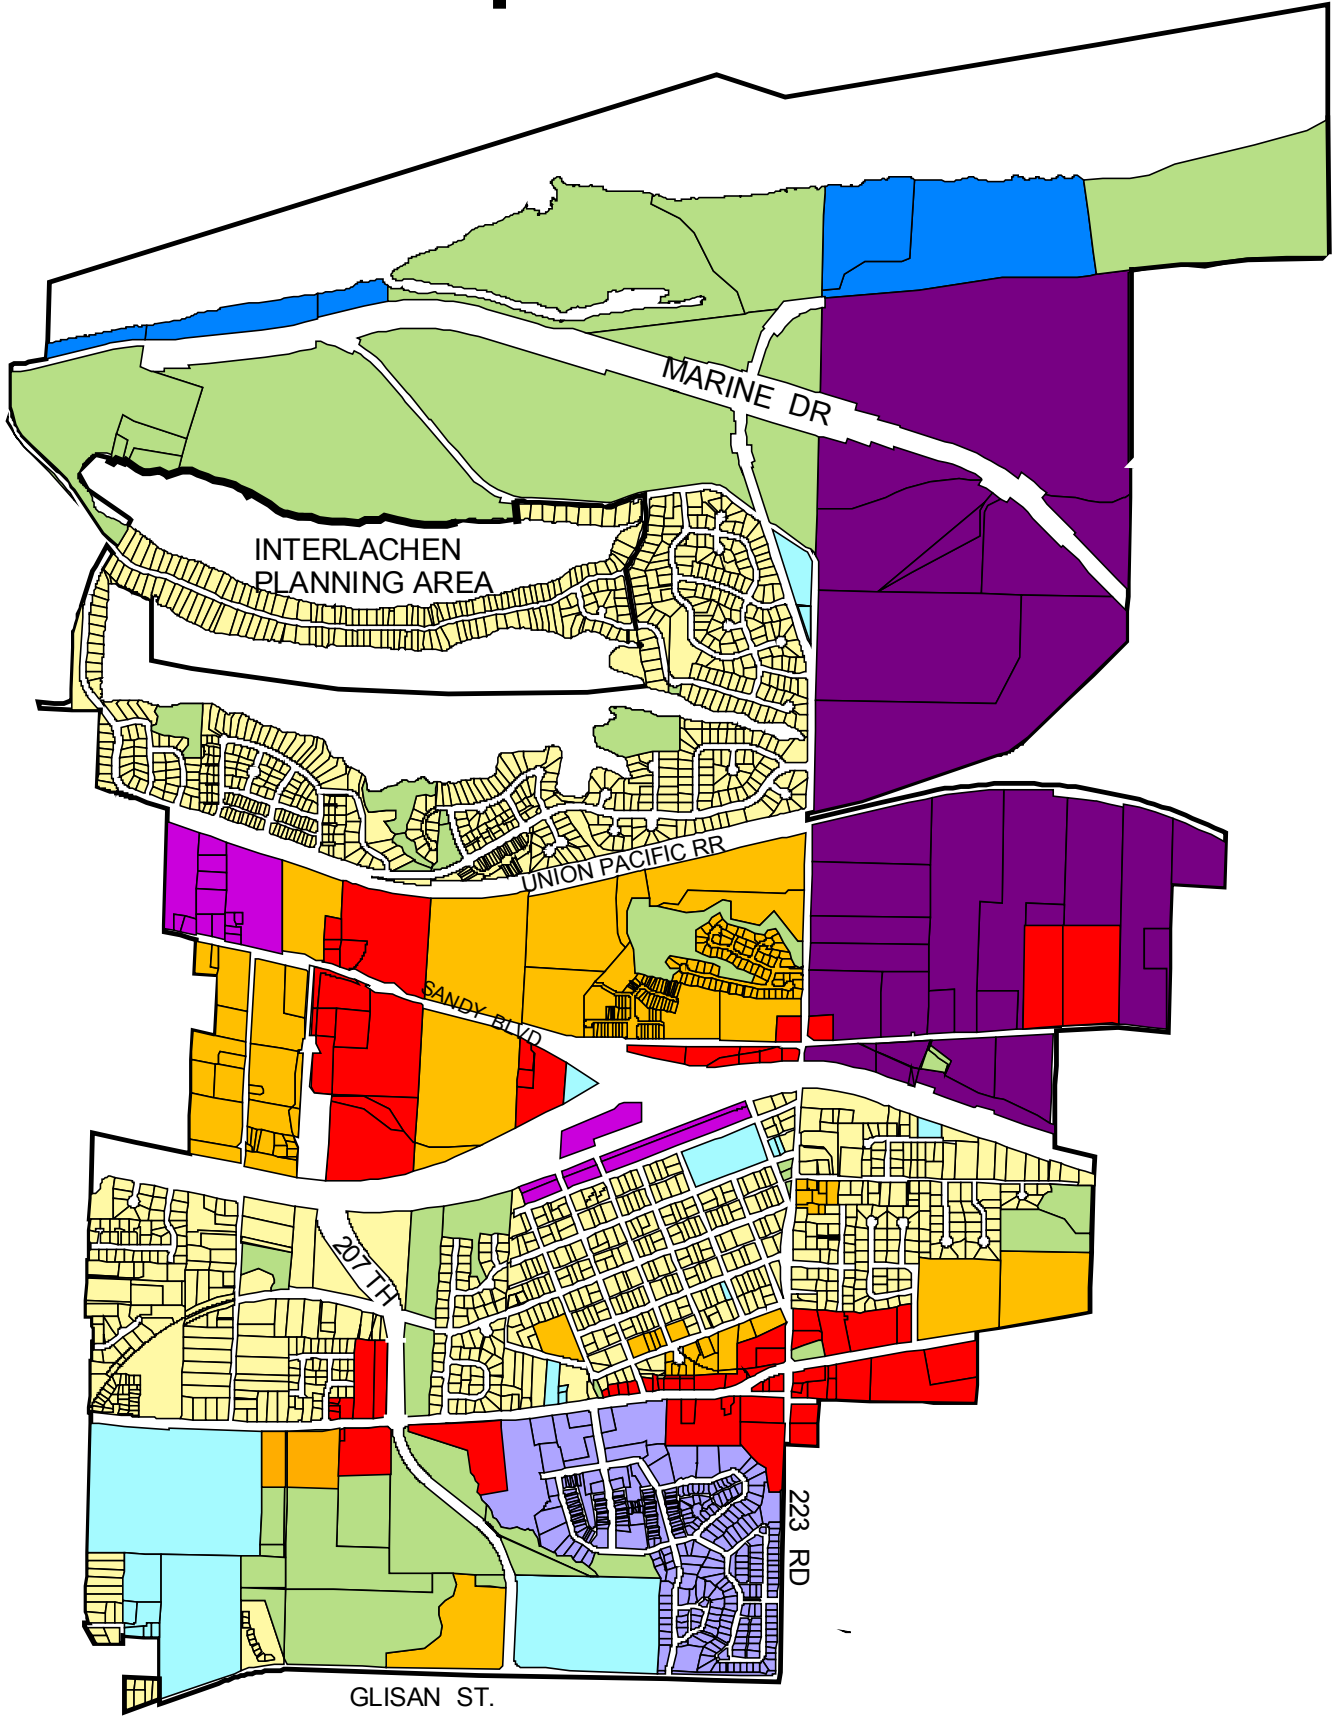 MARINE DR
INTERLACHEN
PLANNING AREA
UNION PACIFIC RR
SANDY BLVD
207 TH
223 RD
GLISAN ST.